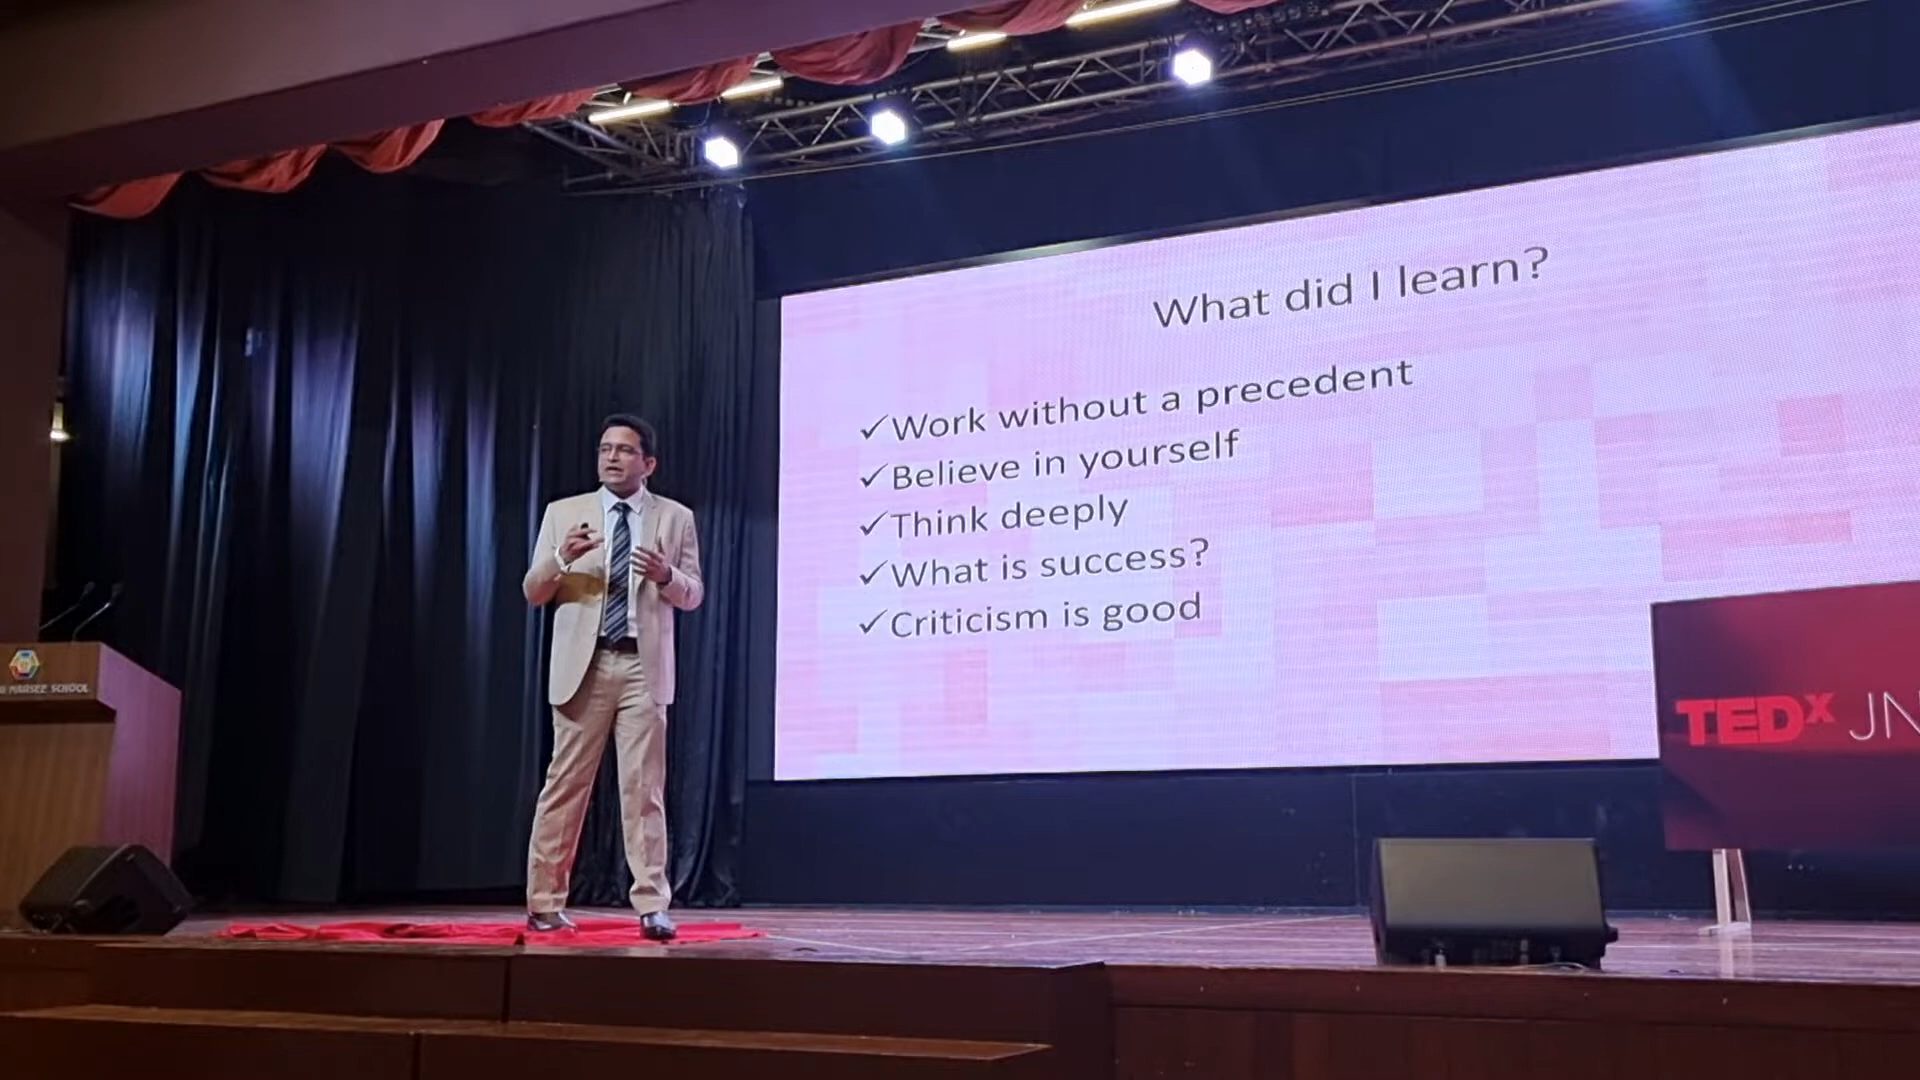 What did I learn?
✓Work without a precedent
✓Believe in yourself
✓Think deeply
✓What is success?
✓Criticism is good
TEDx JN
SCHOOL